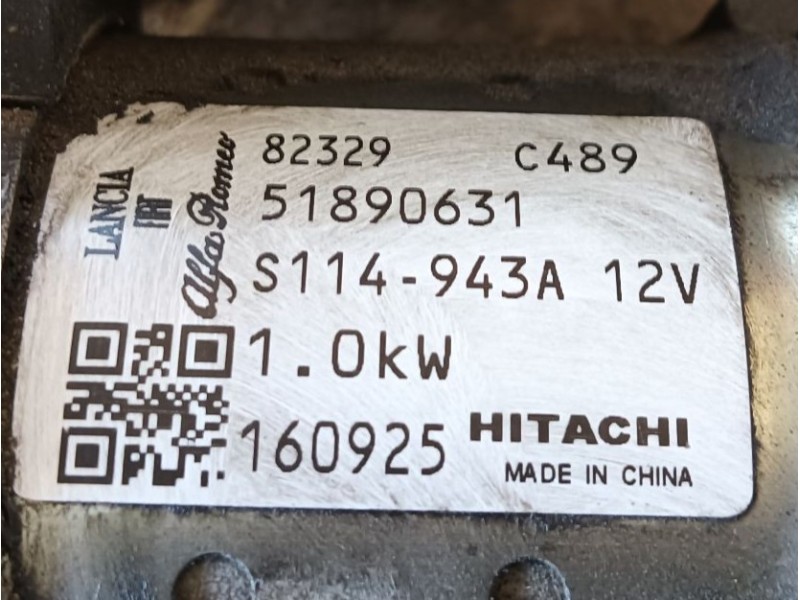 LANCIA
FIAT
Alfa Romeo
82329 C489
51890631
S114-943A 12V
1.0kW
160925 HITACHI
MADE IN CHINA